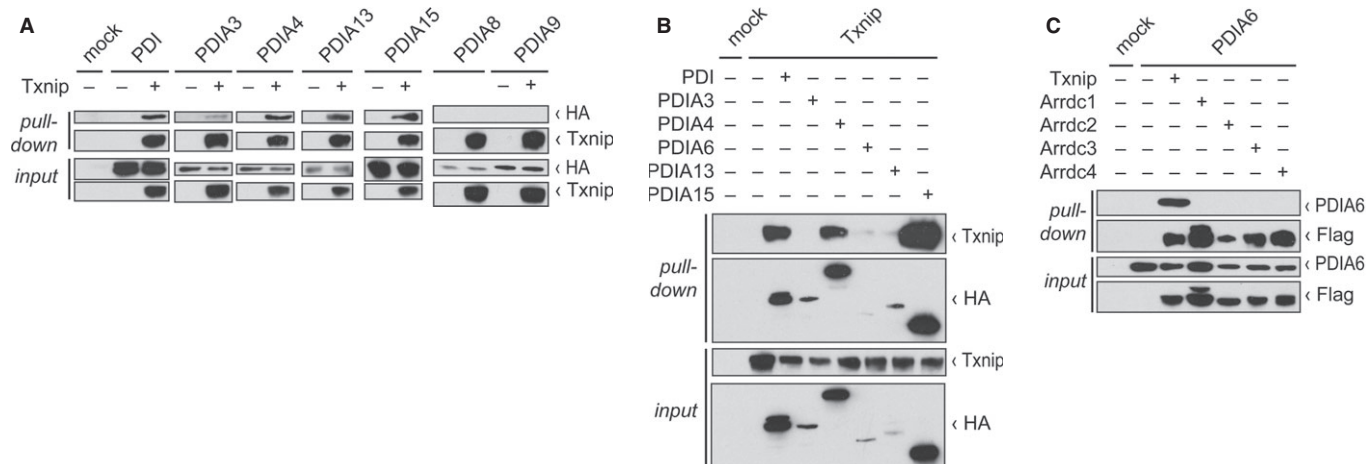 A
mock PDI PDIA3 PDIA4 PDIA13 PDIA15 PDIA8 PDIA9
Txnip – – + – + – + – + – + – + – +
pull-down
‹ HA
‹ Txnip
input
‹ HA
‹ Txnip
B
mock Txnip
PDI – – + – – – – –
PDIA3 – – – + – – – –
PDIA4 – – – – + – – –
PDIA6 – – – – – + – –
PDIA13 – – – – – – + –
PDIA15 – – – – – – – +
pull-down
‹ Txnip
‹ HA
input
‹ Txnip
‹ HA
C
mock PDIA6
Txnip – – + – – – –
Arrdc1 – – – + – – –
Arrdc2 – – – – + – –
Arrdc3 – – – – – + –
Arrdc4 – – – – – – +
pull-down
‹ PDIA6
‹ Flag
input
‹ PDIA6
‹ Flag